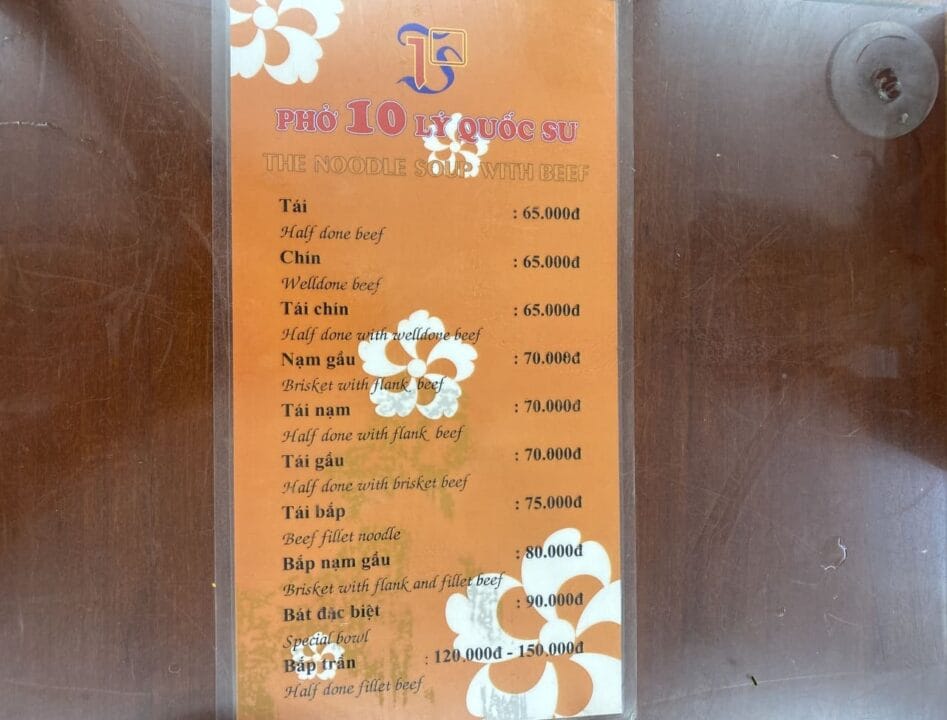 PHỞ 10 LÝ QUỐC SƯ
THE NOODLE SOUP WITH BEEF
Tái : 65.000đ
Half done beef
Chín : 65.000đ
Welldone beef
Tái chín : 65.000đ
Half done with welldone beef
Nạm gầu : 70.000đ
Brisket with flank beef
Tái nạm : 70.000đ
Half done with flank beef
Tái gầu : 70.000đ
Half done with brisket beef
Tái bắp : 75.000đ
Beef fillet noodle
Bắp nạm gầu : 80.000đ
Brisket with flank and fillet beef
Bát đặc biệt : 90.000đ
Special bowl
Bắp trần : 120.000đ - 150.000đ
Half done fillet beef